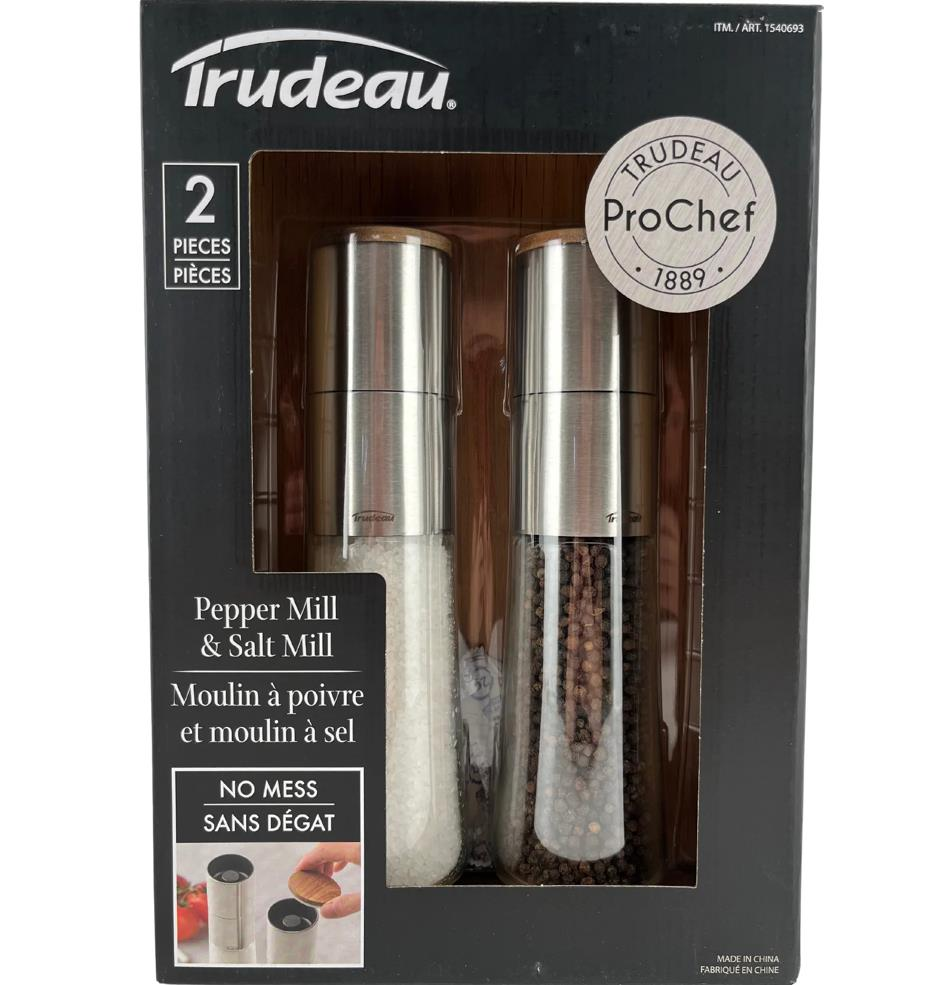 ITM. / ART. 1540693
Trudeau®
2
PIECES
PIÈCES
TRUDEAU
ProChef
• 1889 •
Trudeau
Trudeau
Pepper Mill
& Salt Mill
Moulin à poivre
et moulin à sel
NO MESS
SANS DÉGAT
MADE IN CHINA
FABRIQUÉ EN CHINE